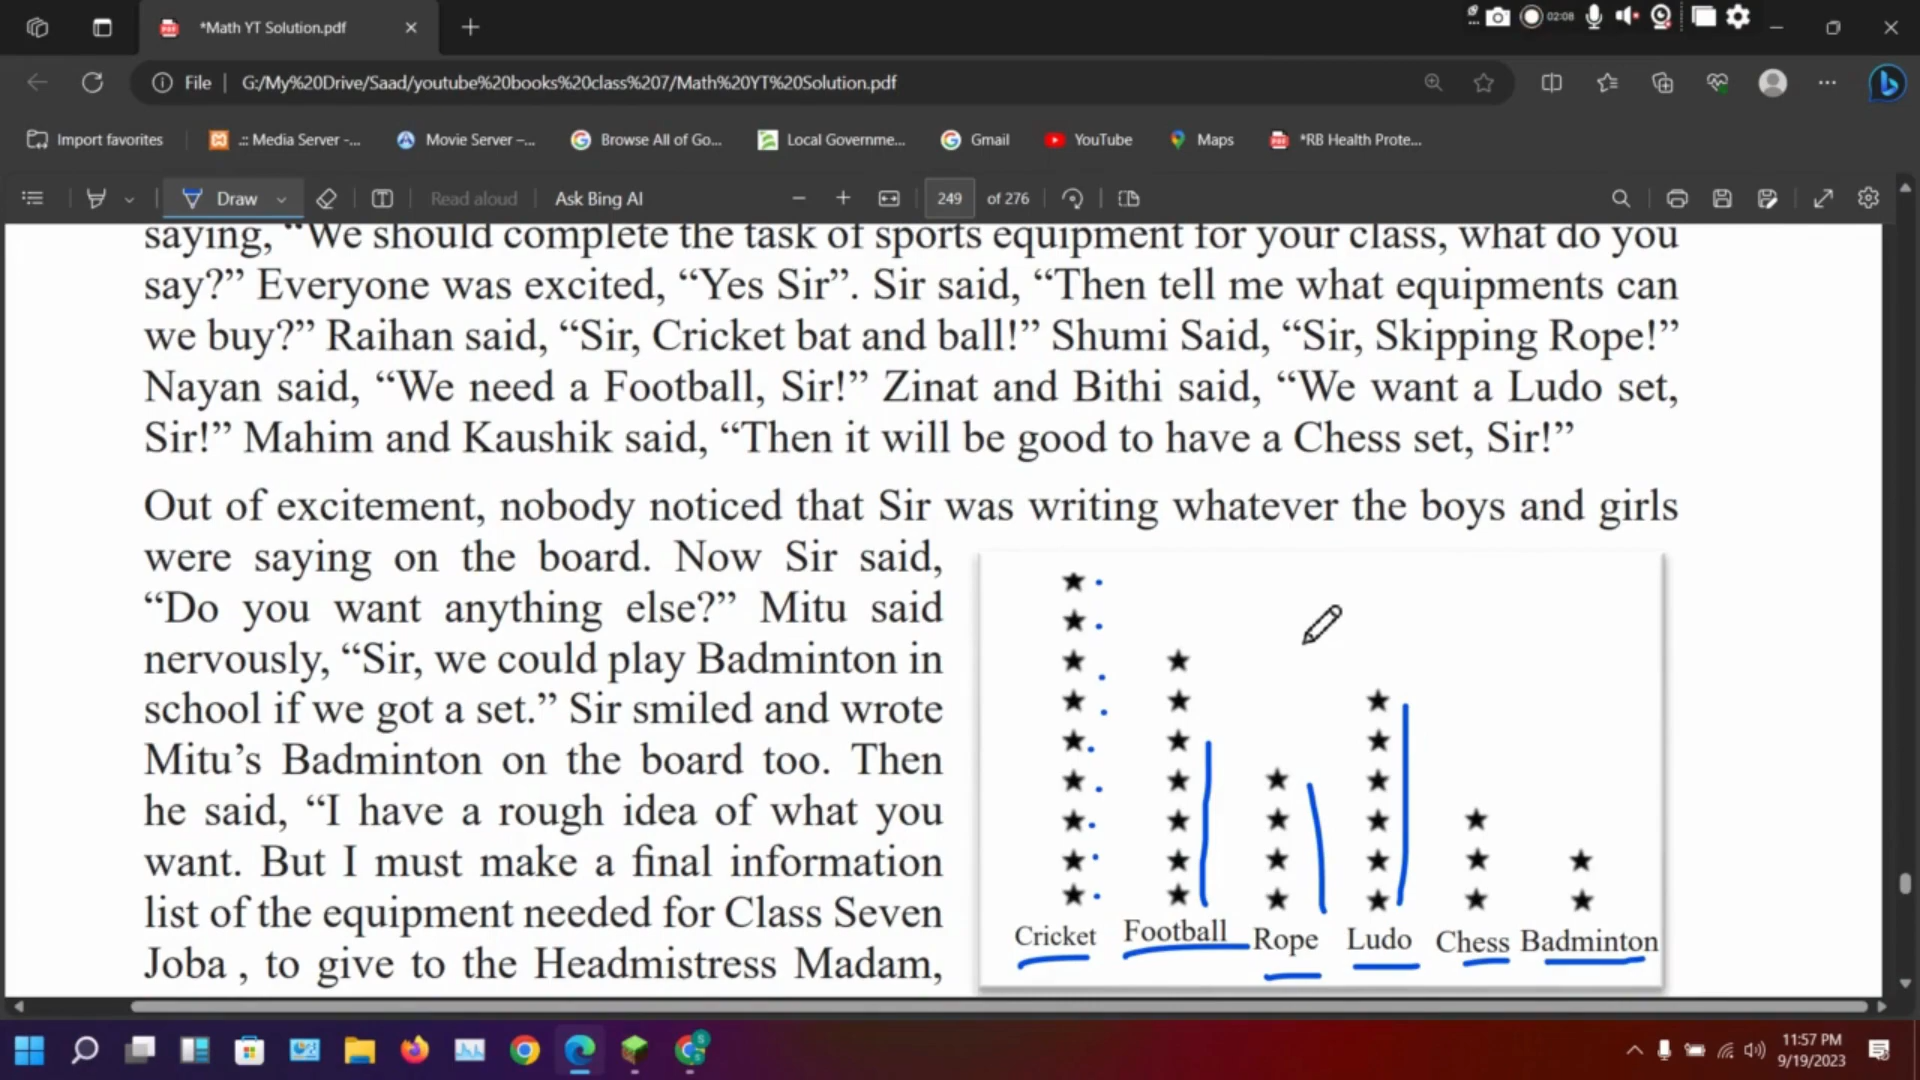 *Math YT Solution.pdf
02:08
File | G:/My%20Drive/Saad/youtube%20books%20class%207/Math%20YT%20Solution.pdf
Import favorites .:: Media Server -... Movie Server –... Browse All of Go... Local Governme... Gmail YouTube Maps *RB Health Prote...
Draw Read aloud Ask Bing AI 249 of 276
saying, “We should complete the task of sports equipment for your class, what do you
say?” Everyone was excited, “Yes Sir”. Sir said, “Then tell me what equipments can
we buy?” Raihan said, “Sir, Cricket bat and ball!” Shumi Said, “Sir, Skipping Rope!”
Nayan said, “We need a Football, Sir!” Zinat and Bithi said, “We want a Ludo set,
Sir!” Mahim and Kaushik said, “Then it will be good to have a Chess set, Sir!”
Out of excitement, nobody noticed that Sir was writing whatever the boys and girls
were saying on the board. Now Sir said,
“Do you want anything else?” Mitu said
nervously, “Sir, we could play Badminton in
school if we got a set.” Sir smiled and wrote
Mitu’s Badminton on the board too. Then
he said, “I have a rough idea of what you
want. But I must make a final information
list of the equipment needed for Class Seven
Joba , to give to the Headmistress Madam,
Cricket Football Rope Ludo Chess Badminton
11:57 PM
9/19/2023